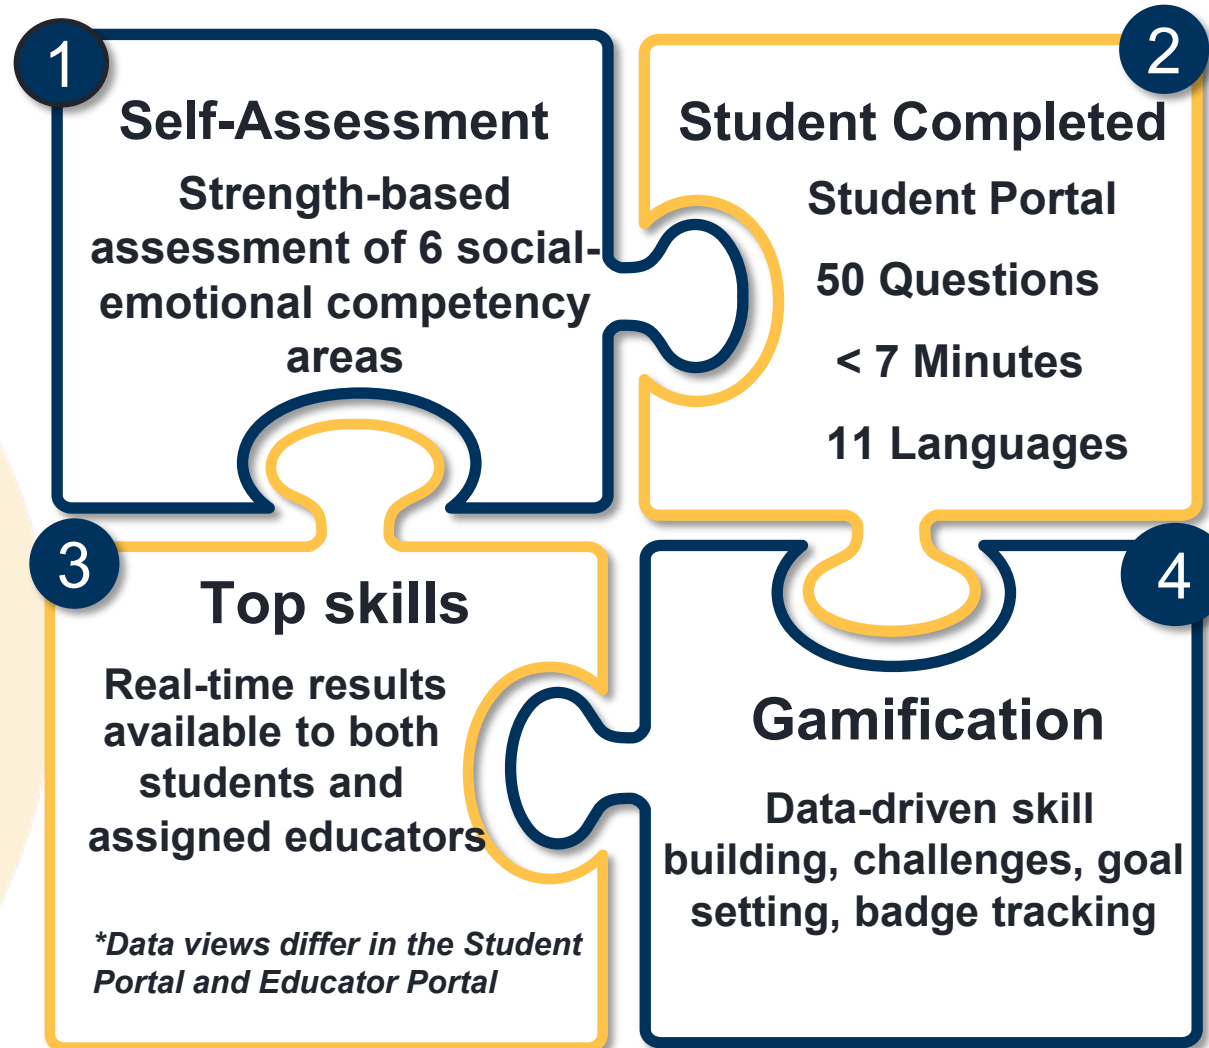 1
Self-Assessment
Strength-based
assessment of 6 social-
emotional competency
areas
2
Student Completed
Student Portal
50 Questions
< 7 Minutes
11 Languages
3
Top skills
Real-time results
available to both
students and
assigned educators
*Data views differ in the Student
Portal and Educator Portal
4
Gamification
Data-driven skill
building, challenges, goal
setting, badge tracking